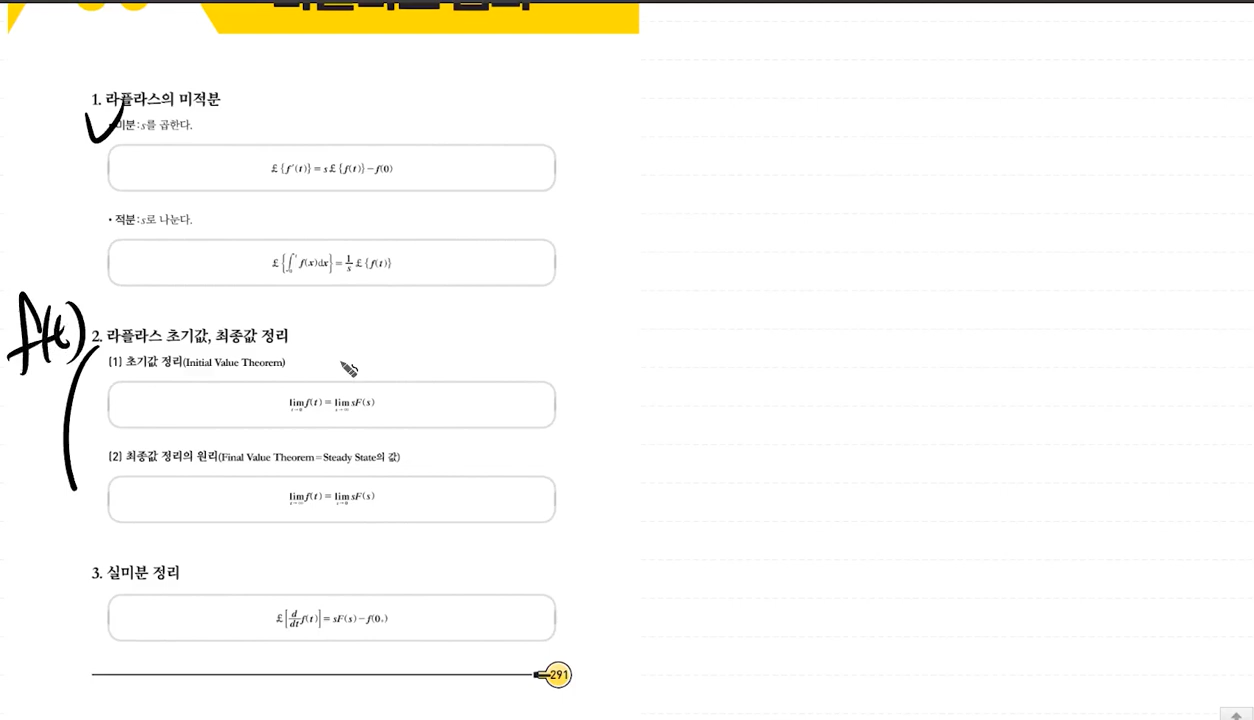 1. 라플라스의 미적분
미분 : s를 곱한다.
£{f'(t)} = s£{f(t)} − f(0)
• 적분 : s로 나눈다.
£{∫ f(x)dx} = 1/s £{f(t)}
f(t)
2. 라플라스 초기값, 최종값 정리
(1) 초기값 정리(Initial Value Theorem)
lim f(t) = lim sF(s)
(2) 최종값 정리의 원리(Final Value Theorem = Steady State의 값)
lim f(t) = lim sF(s)
3. 실미분 정리
£[d/dt f(t)] = sF(s) − f(0₊)
291